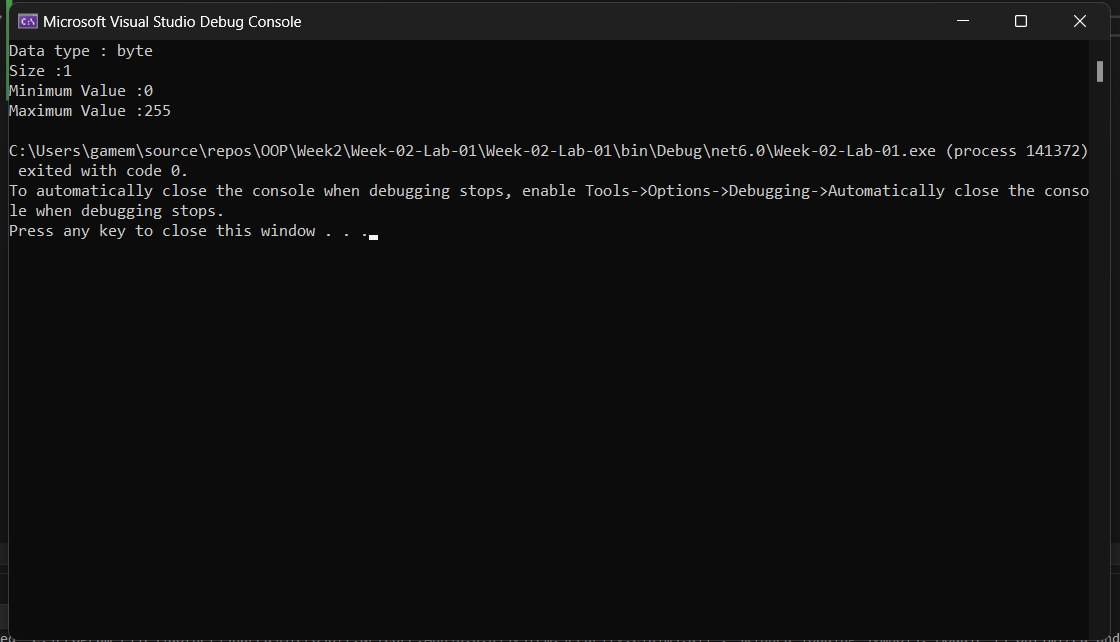 Microsoft Visual Studio Debug Console
Data type : byte
Size :1
Minimum Value :0
Maximum Value :255
C:\Users\gamem\source\repos\OOP\Week2\Week-02-Lab-01\Week-02-Lab-01\bin\Debug\net6.0\Week-02-Lab-01.exe (process 141372)
exited with code 0.
To automatically close the console when debugging stops, enable Tools->Options->Debugging->Automatically close the conso
le when debugging stops.
Press any key to close this window . . .